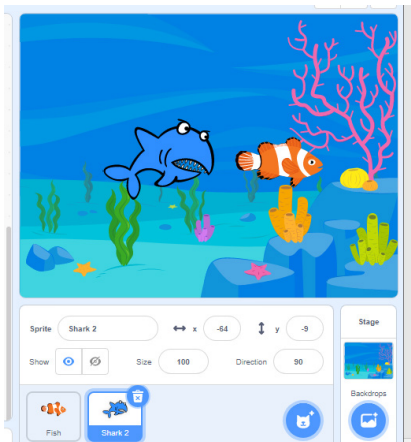 Sprite Shark 2 x -64 y -9
Show Size 100 Direction 90
Stage
Backdrops
Fish
Shark 2